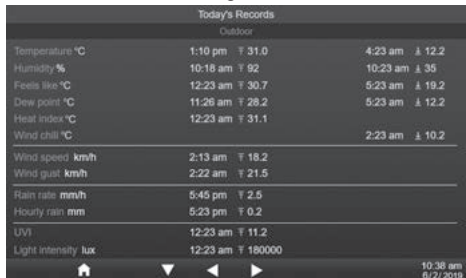 Today's Records
Outdoor
Temperature °C 1:10 pm 31.0 4:23 am 12.2
Humidity % 10:18 am 92 10:23 am 35
Feels like °C 12:23 am 30.7 5:23 am 19.2
Dew point °C 11:26 am 28.2 5:23 am 12.2
Heat index °C 12:23 am 31.1
Wind chill °C 2:23 am 10.2
Wind speed km/h 2:13 am 18.2
Wind gust km/h 2:22 am 21.5
Rain rate mm/h 5:45 pm 2.5
Hourly rain mm 5:23 pm 0.2
UVI 12:23 am 11.2
Light intensity lux 12:23 am 180000
10:38 am
6/2/2019